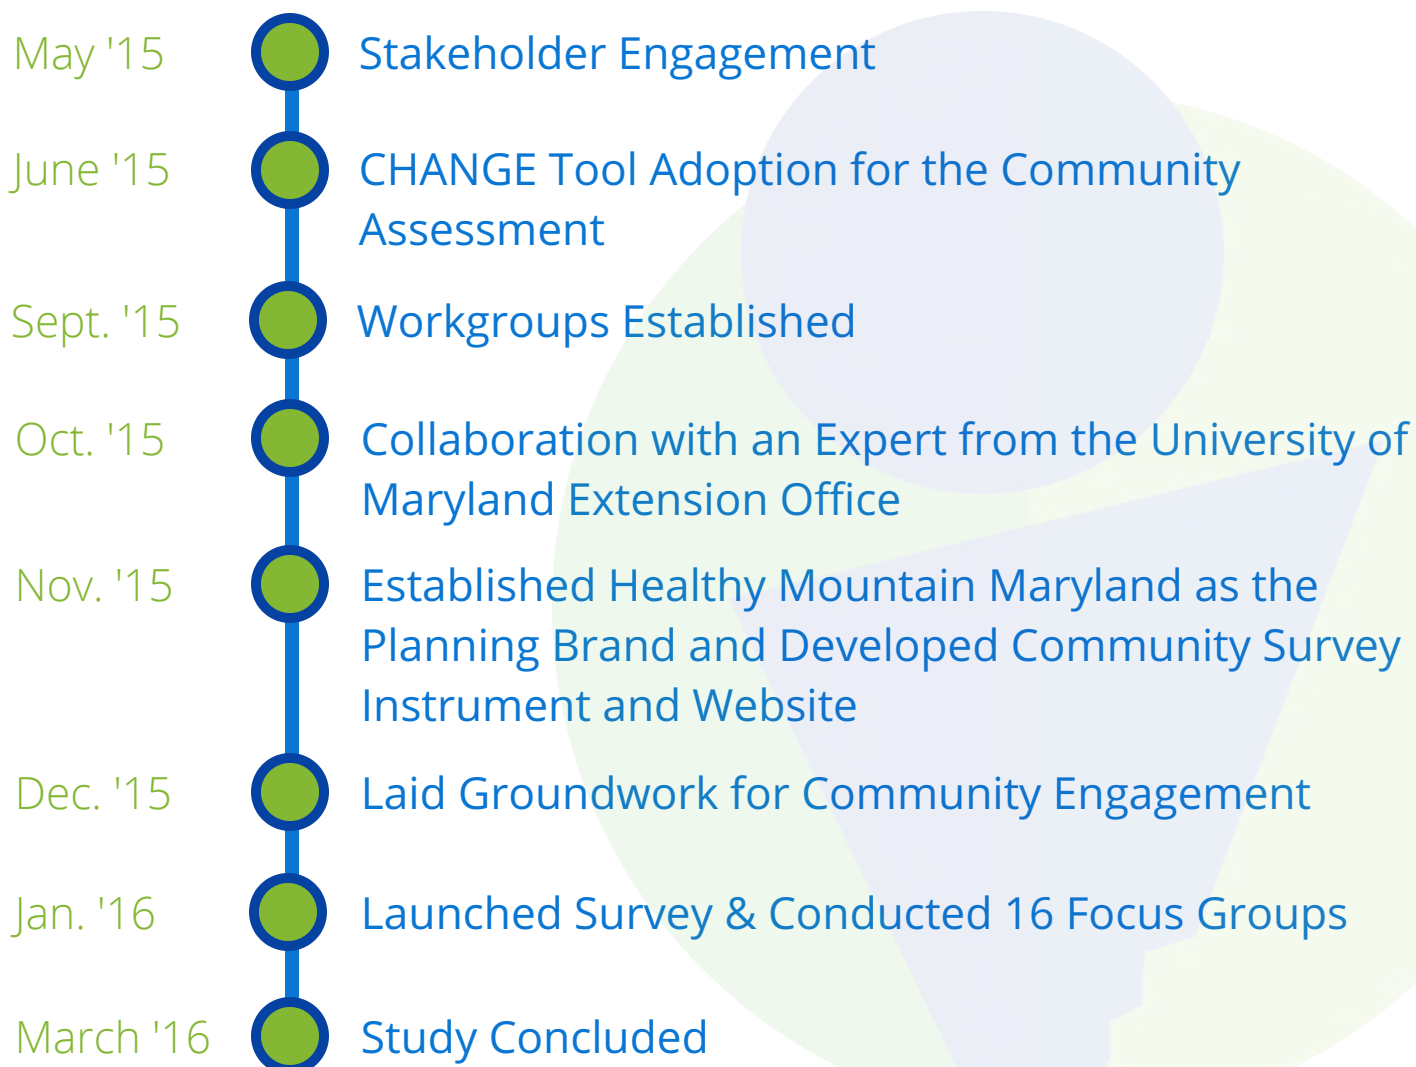 May '15
Stakeholder Engagement
June '15
CHANGE Tool Adoption for the Community
Assessment
Sept. '15
Workgroups Established
Oct. '15
Collaboration with an Expert from the University of
Maryland Extension Office
Nov. '15
Established Healthy Mountain Maryland as the
Planning Brand and Developed Community Survey
Instrument and Website
Dec. '15
Laid Groundwork for Community Engagement
Jan. '16
Launched Survey & Conducted 16 Focus Groups
March '16
Study Concluded